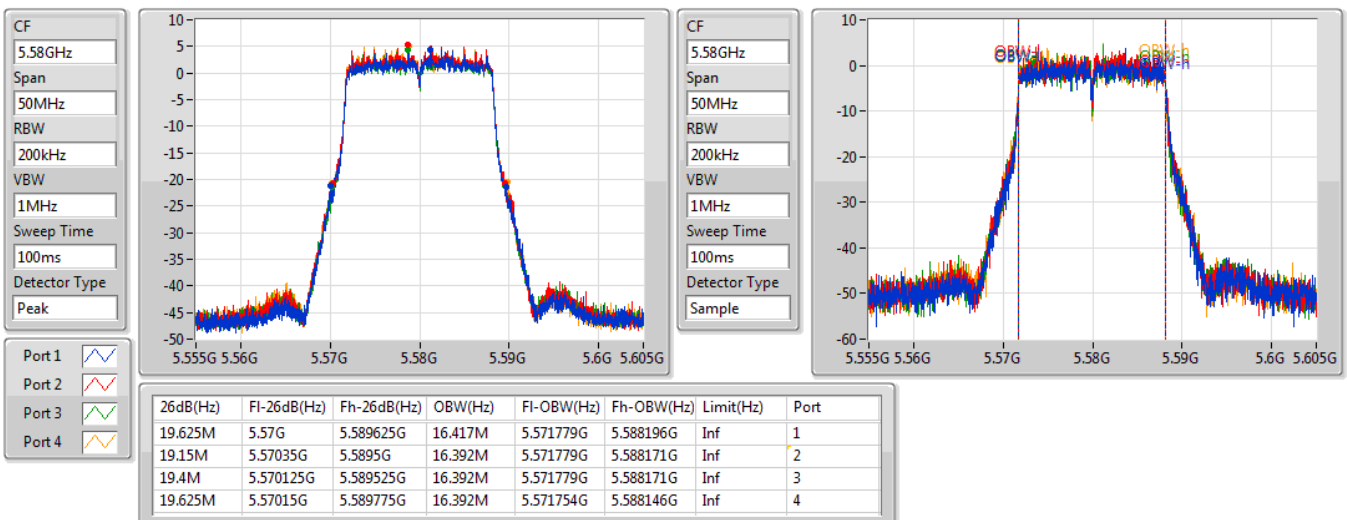 CF
5.58GHz
Span
50MHz
RBW
200kHz
VBW
1MHz
Sweep Time
100ms
Detector Type
Peak
10
5
0
-5
-10
-15
-20
-25
-30
-35
-40
-45
-50
5.555G 5.56G 5.57G 5.58G 5.59G 5.6G 5.605G
CF
5.58GHz
Span
50MHz
RBW
200kHz
VBW
1MHz
Sweep Time
100ms
Detector Type
Sample
10
0
-10
-20
-30
-40
-50
-60
5.555G 5.56G 5.57G 5.58G 5.59G 5.6G 5.605G
Port 1
Port 2
Port 3
Port 4
26dB(Hz) Fl-26dB(Hz) Fh-26dB(Hz) OBW(Hz) Fl-OBW(Hz) Fh-OBW(Hz) Limit(Hz) Port
19.625M 5.57G 5.589625G 16.417M 5.571779G 5.588196G Inf 1
19.15M 5.57035G 5.5895G 16.392M 5.571779G 5.588171G Inf 2
19.4M 5.570125G 5.589525G 16.392M 5.571779G 5.588171G Inf 3
19.625M 5.57015G 5.589775G 16.392M 5.571754G 5.588146G Inf 4